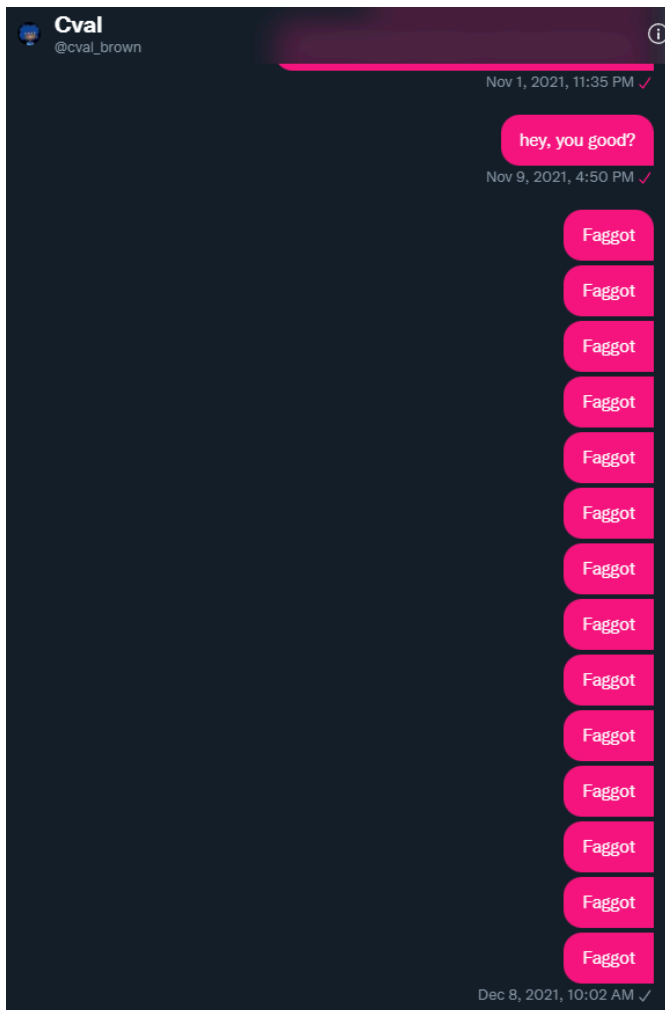 Cval
@cval_brown
Nov 1, 2021, 11:35 PM
hey, you good?
Nov 9, 2021, 4:50 PM
Faggot
Faggot
Faggot
Faggot
Faggot
Faggot
Faggot
Faggot
Faggot
Faggot
Faggot
Faggot
Faggot
Faggot
Dec 8, 2021, 10:02 AM